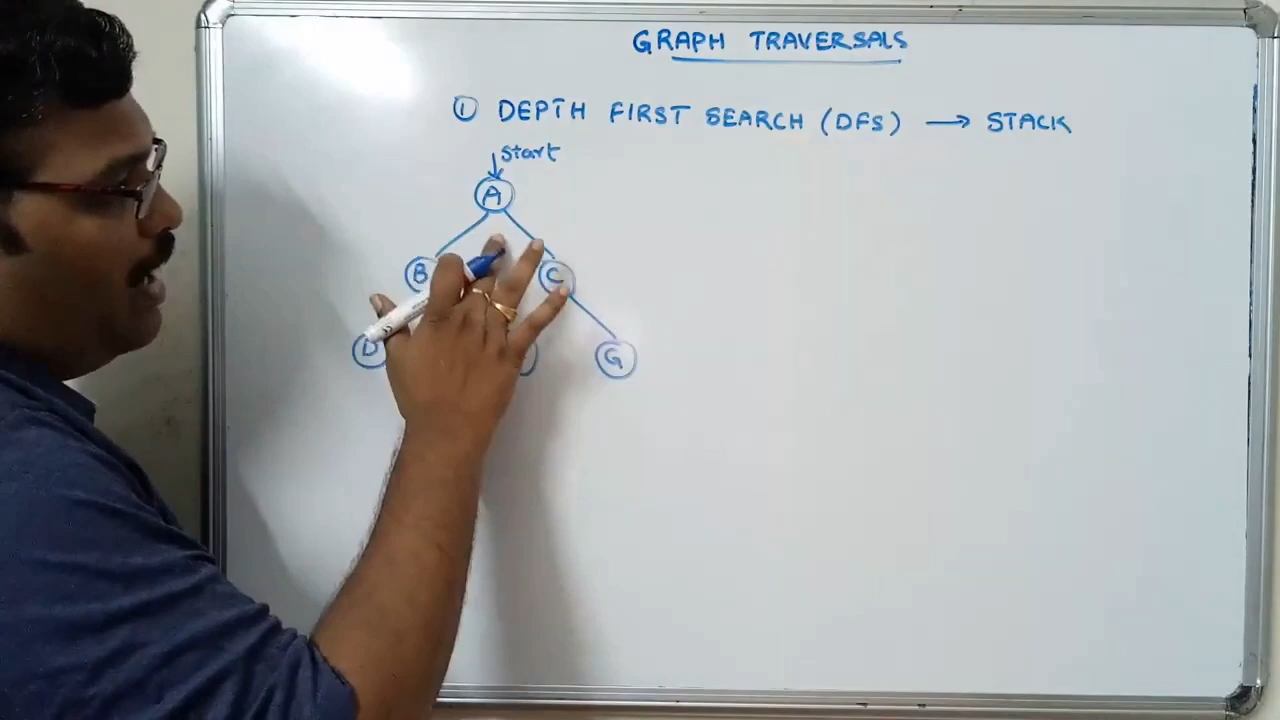 GRAPH TRAVERSALS
① DEPTH FIRST SEARCH (DFS) → STACK
Start
A
B C
D G